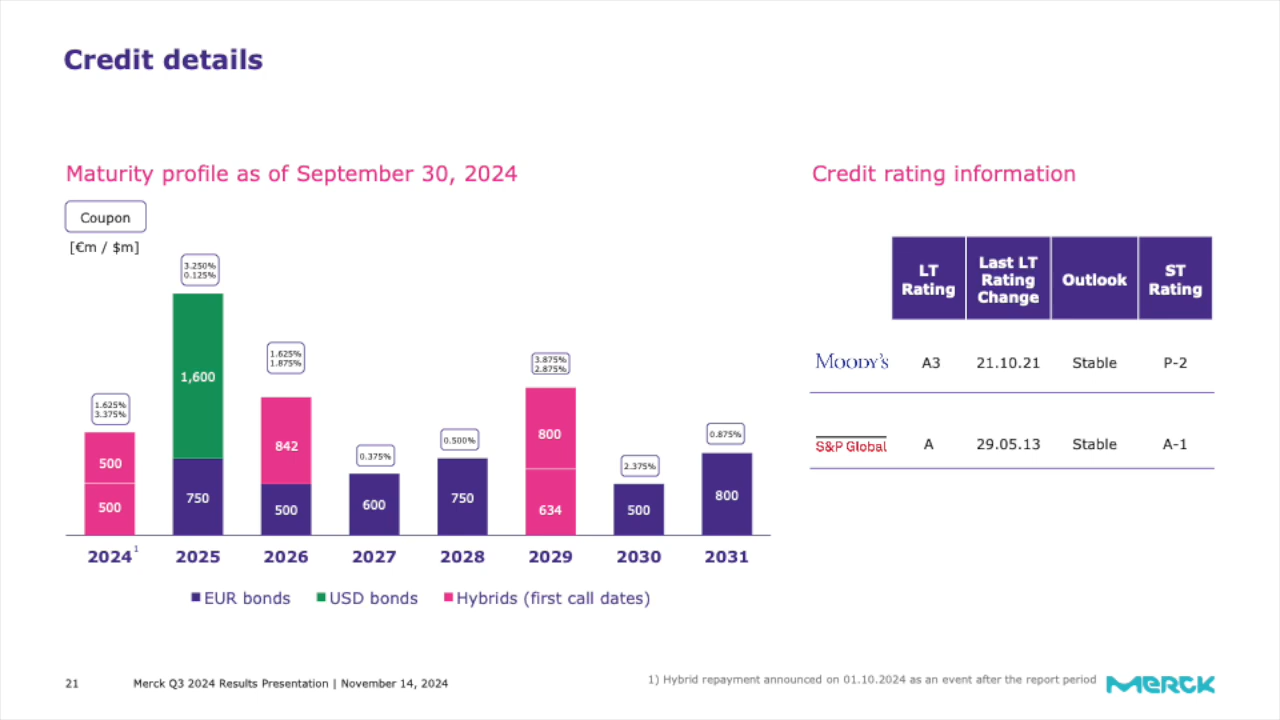 Credit details
Maturity profile as of September 30, 2024
Coupon
[€m / $m]
1.625%
3.375%
500
500
3.250%
0.125%
1,600
750
1.625%
1.875%
842
500
0.375%
600
0.500%
750
3.875%
2.875%
800
634
2.375%
500
0.875%
800
2024¹ 2025 2026 2027 2028 2029 2030 2031
EUR bonds USD bonds Hybrids (first call dates)
Credit rating information
LT Rating Last LT Rating Change Outlook ST Rating
Moody's A3 21.10.21 Stable P-2
S&P Global A 29.05.13 Stable A-1
21 Merck Q3 2024 Results Presentation | November 14, 2024
1) Hybrid repayment announced on 01.10.2024 as an event after the report period
MERCK